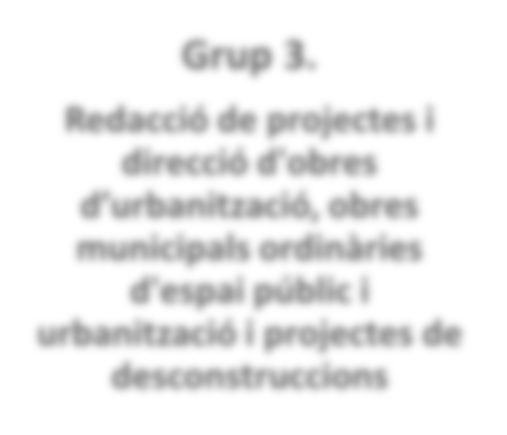 Grup 3.
Redacció de projectes i
direcció d'obres
d'urbanització, obres
municipals ordinàries
d'espai públic i
urbanització i projectes de
desconstruccions